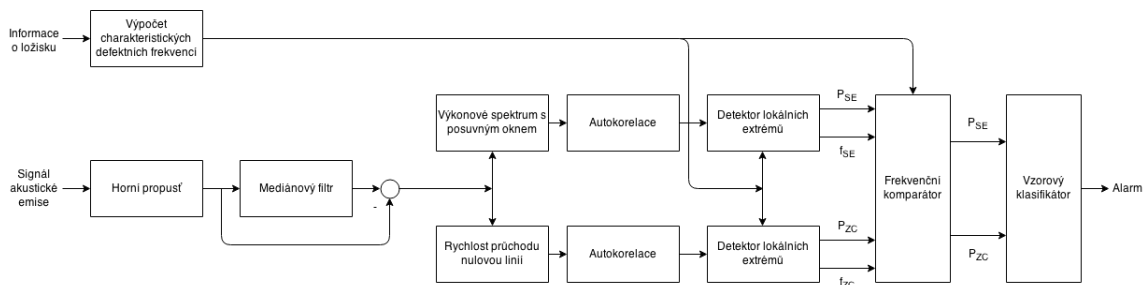 Informace
o ložisku
Výpočet
charakteristických
defektních frekvencí
Signál
akustické
emise
Horní propusť
Mediánový filtr
-
Výkonové spektrum s
posuvným oknem
Autokorelace
Detektor lokálních
extrémů
P_SE
f_SE
Rychlost průchodu
nulovou linií
Autokorelace
Detektor lokálních
extrémů
P_ZC
f_ZC
Frekvenční
komparátor
P_SE
P_ZC
Vzorový
klasifikátor
Alarm